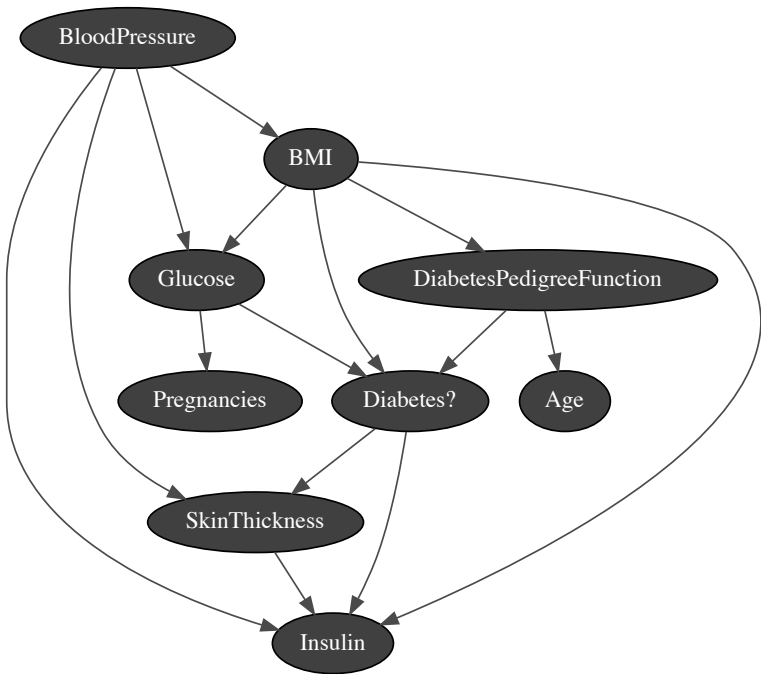 BloodPressure
BMI
Glucose
DiabetesPedigreeFunction
Pregnancies
Diabetes?
Age
SkinThickness
Insulin